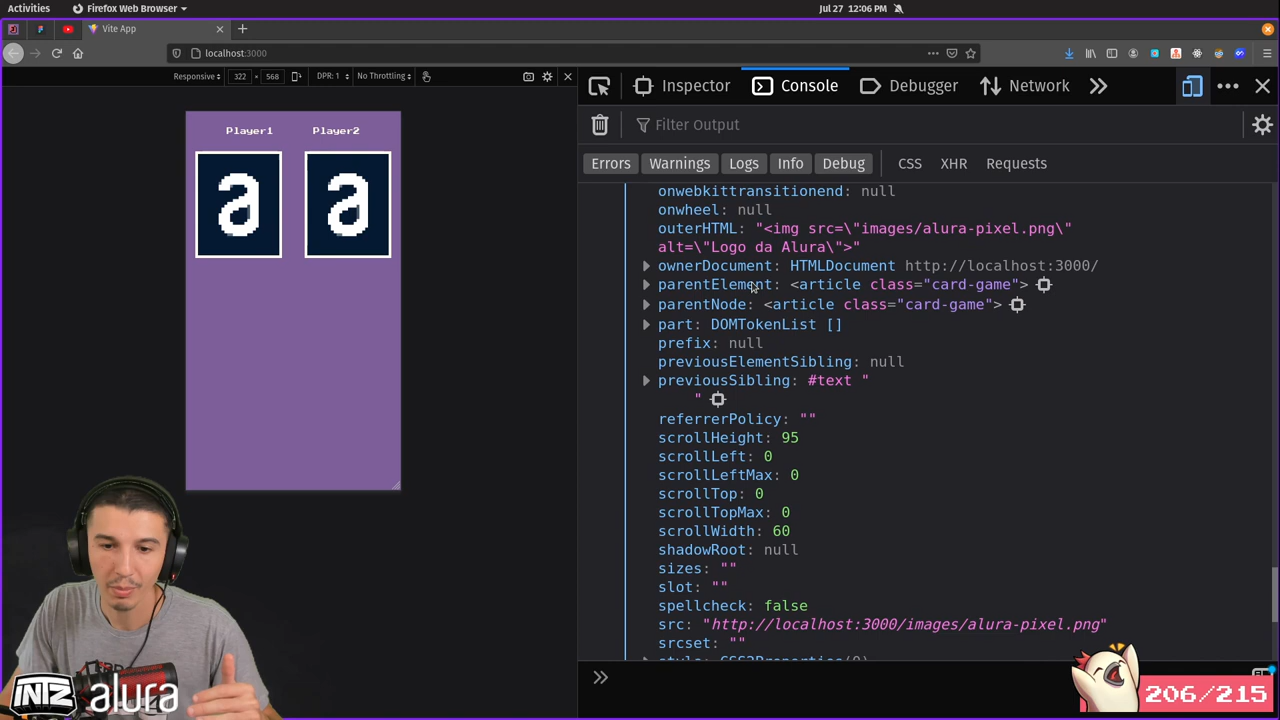 Activities
Firefox Web Browser
Jul 27 12:06 PM
Vite App
localhost:3000
Responsive
322 × 568
DPR: 1
No Throttling
Inspector
Console
Debugger
Network
Filter Output
Errors
Warnings
Logs
Info
Debug
CSS
XHR
Requests
Player1
Player2
a
a
onwebkittransitionend: null
onwheel: null
outerHTML: "<img src=\"images/alura-pixel.png\"
alt=\"Logo da Alura\">"
ownerDocument: HTMLDocument http://localhost:3000/
parentElement: <article class="card-game">
parentNode: <article class="card-game">
part: DOMTokenList []
prefix: null
previousElementSibling: null
previousSibling: #text "
"
referrerPolicy: ""
scrollHeight: 95
scrollLeft: 0
scrollLeftMax: 0
scrollTop: 0
scrollTopMax: 0
scrollWidth: 60
shadowRoot: null
sizes: ""
slot: ""
spellcheck: false
src: "http://localhost:3000/images/alura-pixel.png"
srcset: ""
style: CSS2Properties(0)
INTZ alura
206/215